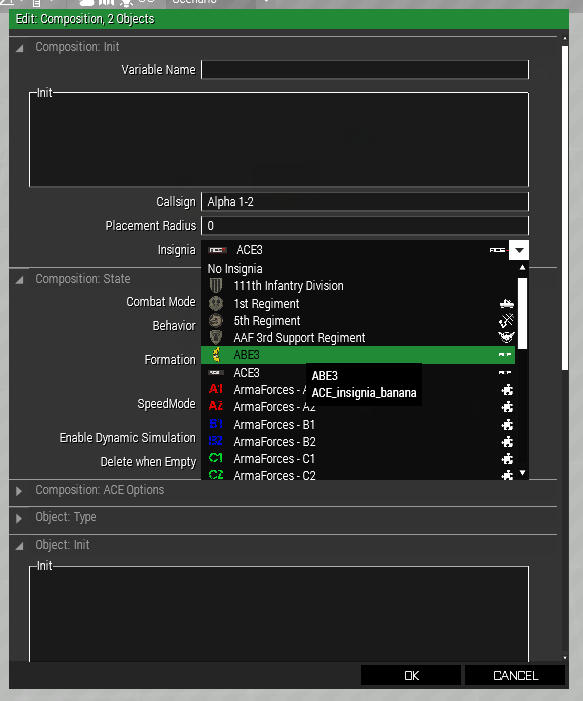 Scenario
Edit: Composition, 2 Objects
Composition: Init
Variable Name
Init
Callsign Alpha 1-2
Placement Radius 0
Insignia ACE3
No Insignia
Composition: State
111th Infantry Division
Combat Mode
1st Regiment
Behavior
5th Regiment
AAF 3rd Support Regiment
Formation
ABE3
ACE3
ABE3
ACE_insignia_banana
A1 ArmaForces - A
SpeedMode
A2 ArmaForces - A2
B1 ArmaForces - B1
Enable Dynamic Simulation
B2 ArmaForces - B2
Delete when Empty
C1 ArmaForces - C1
C2 ArmaForces - C2
Composition: ACE Options
Object: Type
Object: Init
Init
OK CANCEL